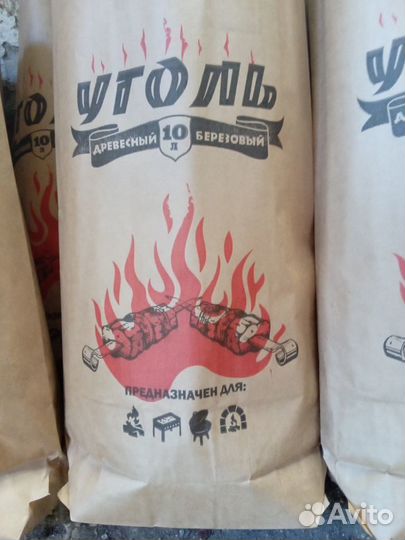 УГОЛЬ
ДРЕВЕСНЫЙ 10 Л БЕРЕЗОВЫЙ
ПРЕДНАЗНАЧЕН ДЛЯ:
Avito